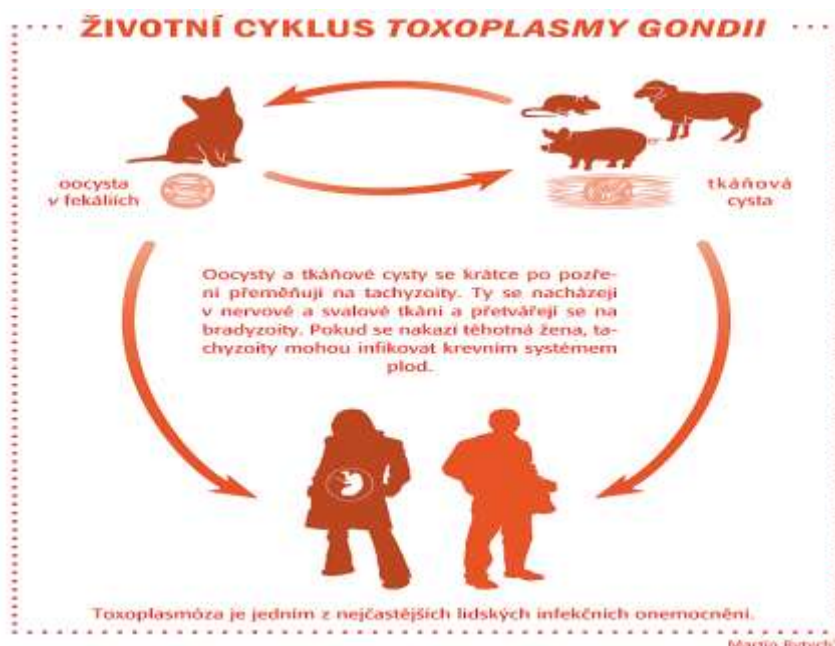 ŽIVOTNÍ CYKLUS TOXOPLASMY GONDII
oocysta
v fekáliích
tkáňová
cysta
Oocysty a tkáňové cysty se krátce po pozře-
ní přeměňují na tachyzoity. Ty se nacházejí
v nervové a svalové tkáni a přetvářejí se na
bradyzoity. Pokud se nakazí těhotná žena, ta-
chyzoity mohou infikovat krevním systémem
plod.
Toxoplasmóza je jedním z nejčastějších lidských infekčních onemocnění.
Martin